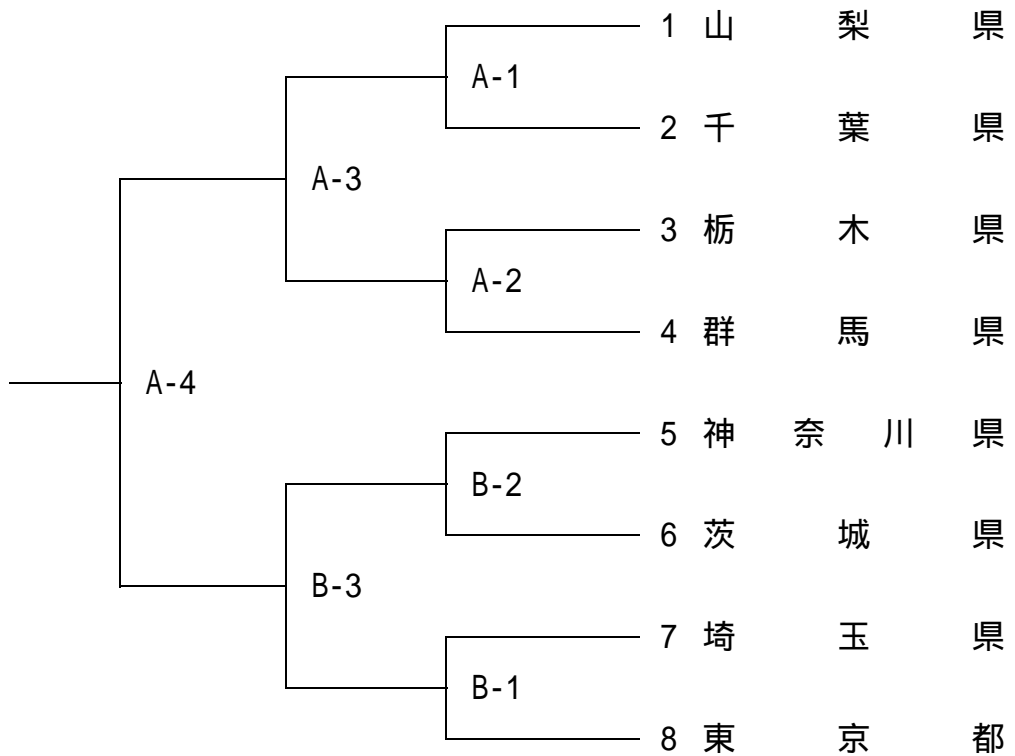 1 山梨県
A-1
2 千葉県
A-3
3 栃木県
A-2
4 群馬県
A-4
5 神奈川県
B-2
6 茨城県
B-3
7 埼玉県
B-1
8 東京都